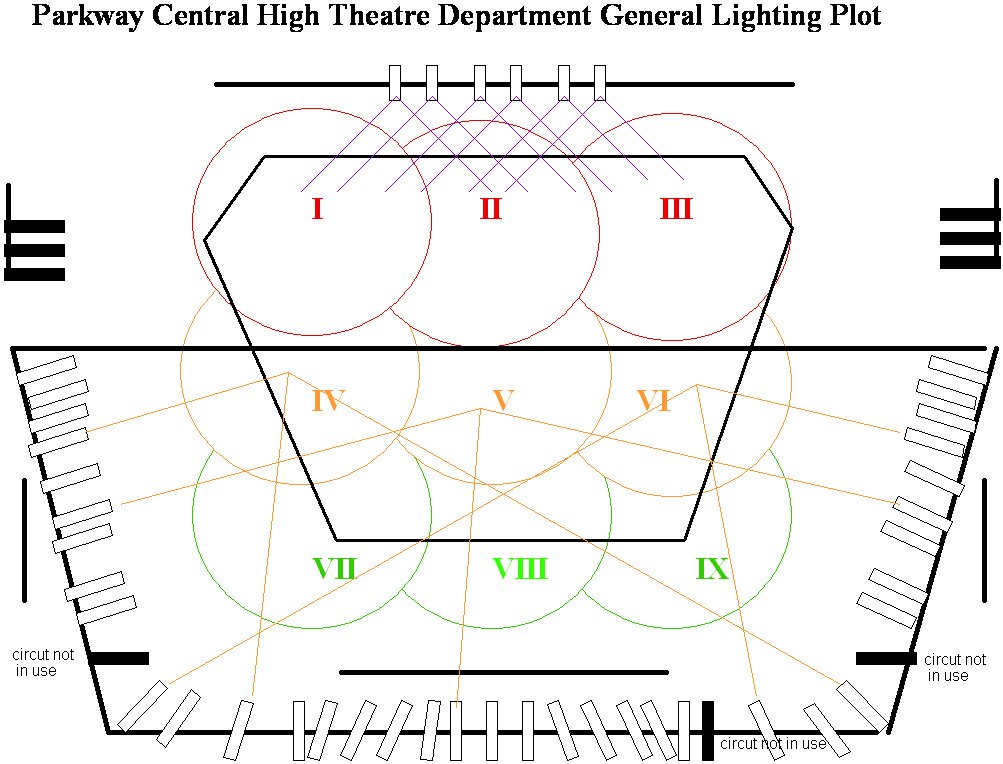 Parkway Central High Theatre Department General Lighting Plot
I
II
III
IV
V
VI
VII
VIII
IX
circut not
in use
circut not
in use
circut not in use